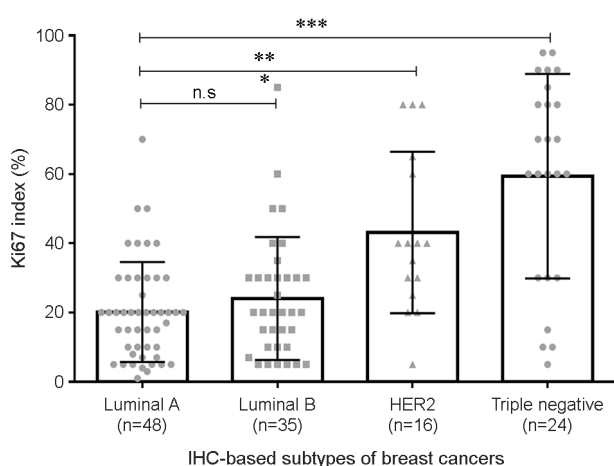 ***
100
**
*
n.s
80
60
40
20
0
Ki67 index (%)
Luminal A
(n=48)
Luminal B
(n=35)
HER2
(n=16)
Triple negative
(n=24)
IHC-based subtypes of breast cancers